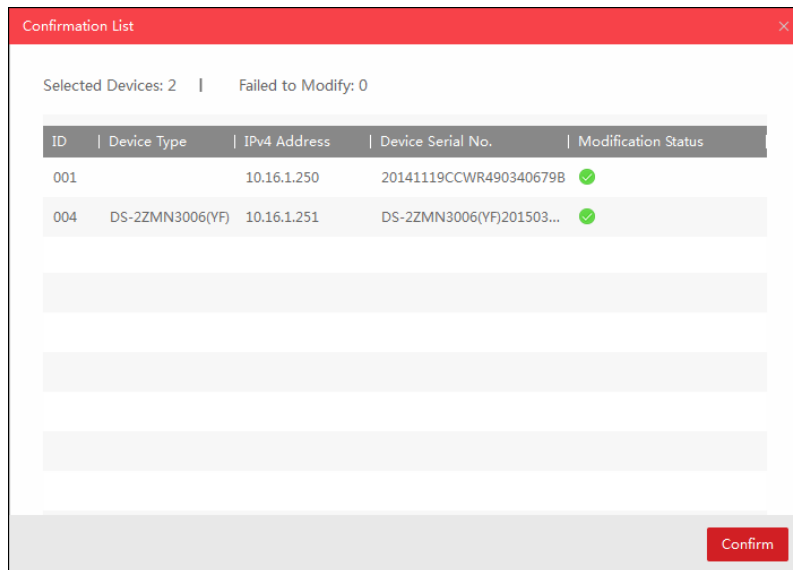 Confirmation List
Selected Devices: 2 | Failed to Modify: 0
ID | Device Type | IPv4 Address | Device Serial No. | Modification Status
001 10.16.1.250 20141119CCWR490340679B
004 DS-2ZMN3006(YF) 10.16.1.251 DS-2ZMN3006(YF)201503...
Confirm